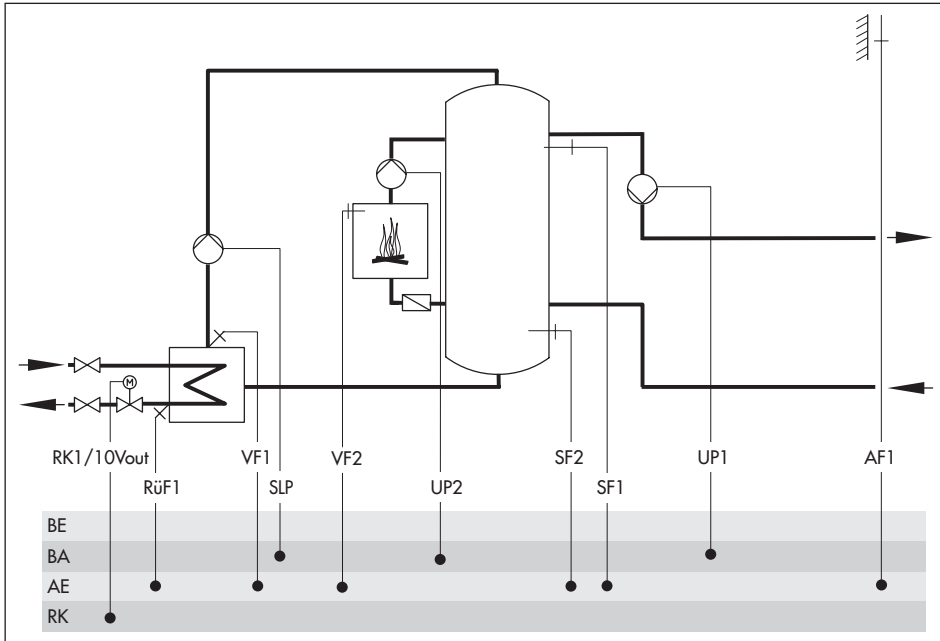 M
RK1/10Vout VF1 VF2 SF2 UP1 AF1
RüF1 SLP UP2 SF1
BE
BA
AE
RK